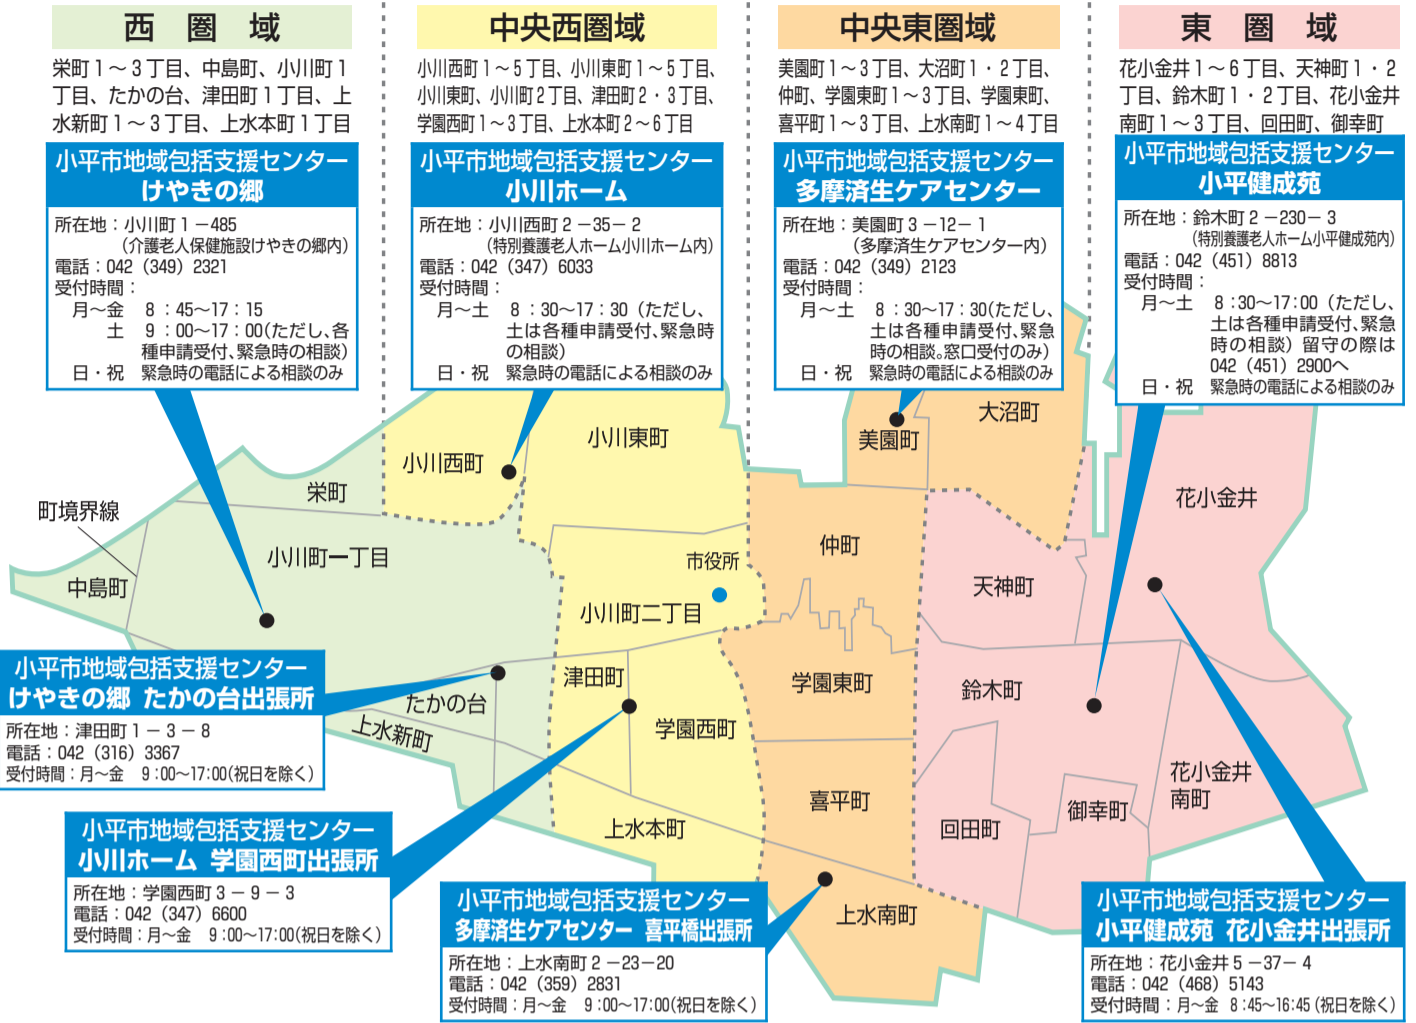 西　圏　域
栄町1～3丁目、中島町、小川町1
丁目、たかの台、津田町1丁目、上
水新町1～3丁目、上水本町1丁目
小平市地域包括支援センター
けやきの郷
所在地：小川町1－485
（介護老人保健施設けやきの郷内）
電話：042（349）2321
受付時間：
月～金　8：45～17：15
土　9：00～17：00（ただし、各
種申請受付、緊急時の相談）
日・祝　緊急時の電話による相談のみ
中央西圏域
小川西町1～5丁目、小川東町1～5丁目、
小川東町、小川町2丁目、津田町2・3丁目、
学園西町1～3丁目、上水本町2～6丁目
小平市地域包括支援センター
小川ホーム
所在地：小川西町2－35－2
（特別養護老人ホーム小川ホーム内）
電話：042（347）6033
受付時間：
月～土　8：30～17：30（ただし、
土は各種申請受付、緊急時
の相談）
日・祝　緊急時の電話による相談のみ
中央東圏域
美園町1～3丁目、大沼町1・2丁目、
仲町、学園東町1～3丁目、学園東町、
喜平町1～3丁目、上水南町1～4丁目
小平市地域包括支援センター
多摩済生ケアセンター
所在地：美園町3－12－1
（多摩済生ケアセンター内）
電話：042（349）2123
受付時間：
月～土　8：30～17：30（ただし、
土は各種申請受付、緊急
時の相談。窓口受付のみ）
日・祝　緊急時の電話による相談のみ
東　圏　域
花小金井1～6丁目、天神町1・2
丁目、鈴木町1・2丁目、花小金井
南町1～3丁目、回田町、御幸町
小平市地域包括支援センター
小平健成苑
所在地：鈴木町2－230－3
（特別養護老人ホーム小平健成苑内）
電話：042（451）8813
受付時間：
月～土　8：30～17：00（ただし、
土は各種申請受付、緊急
時の相談）留守の際は
042（451）2900へ
日・祝　緊急時の電話による相談のみ
大沼町
美園町
小川東町
小川西町
栄町
花小金井
町境界線
仲町
小川町一丁目
市役所
中島町
天神町
小川町二丁目
津田町
学園東町
鈴木町
たかの台
上水新町
学園西町
花小金井
南町
喜平町
御幸町
上水本町
回田町
上水南町
小平市地域包括支援センター
けやきの郷 たかの台出張所
所在地：津田町1－3－8
電話：042（316）3367
受付時間：月～金　9：00～17：00（祝日を除く）
小平市地域包括支援センター
小川ホーム 学園西町出張所
所在地：学園西町3－9－3
電話：042（347）6600
受付時間：月～金　9：00～17：00（祝日を除く）
小平市地域包括支援センター
多摩済生ケアセンター 喜平橋出張所
所在地：上水南町2－23－20
電話：042（359）2831
受付時間：月～金　9：00～17：00（祝日を除く）
小平市地域包括支援センター
小平健成苑 花小金井出張所
所在地：花小金井5－37－4
電話：042（468）5143
受付時間：月～金　8：45～16：45（祝日を除く）